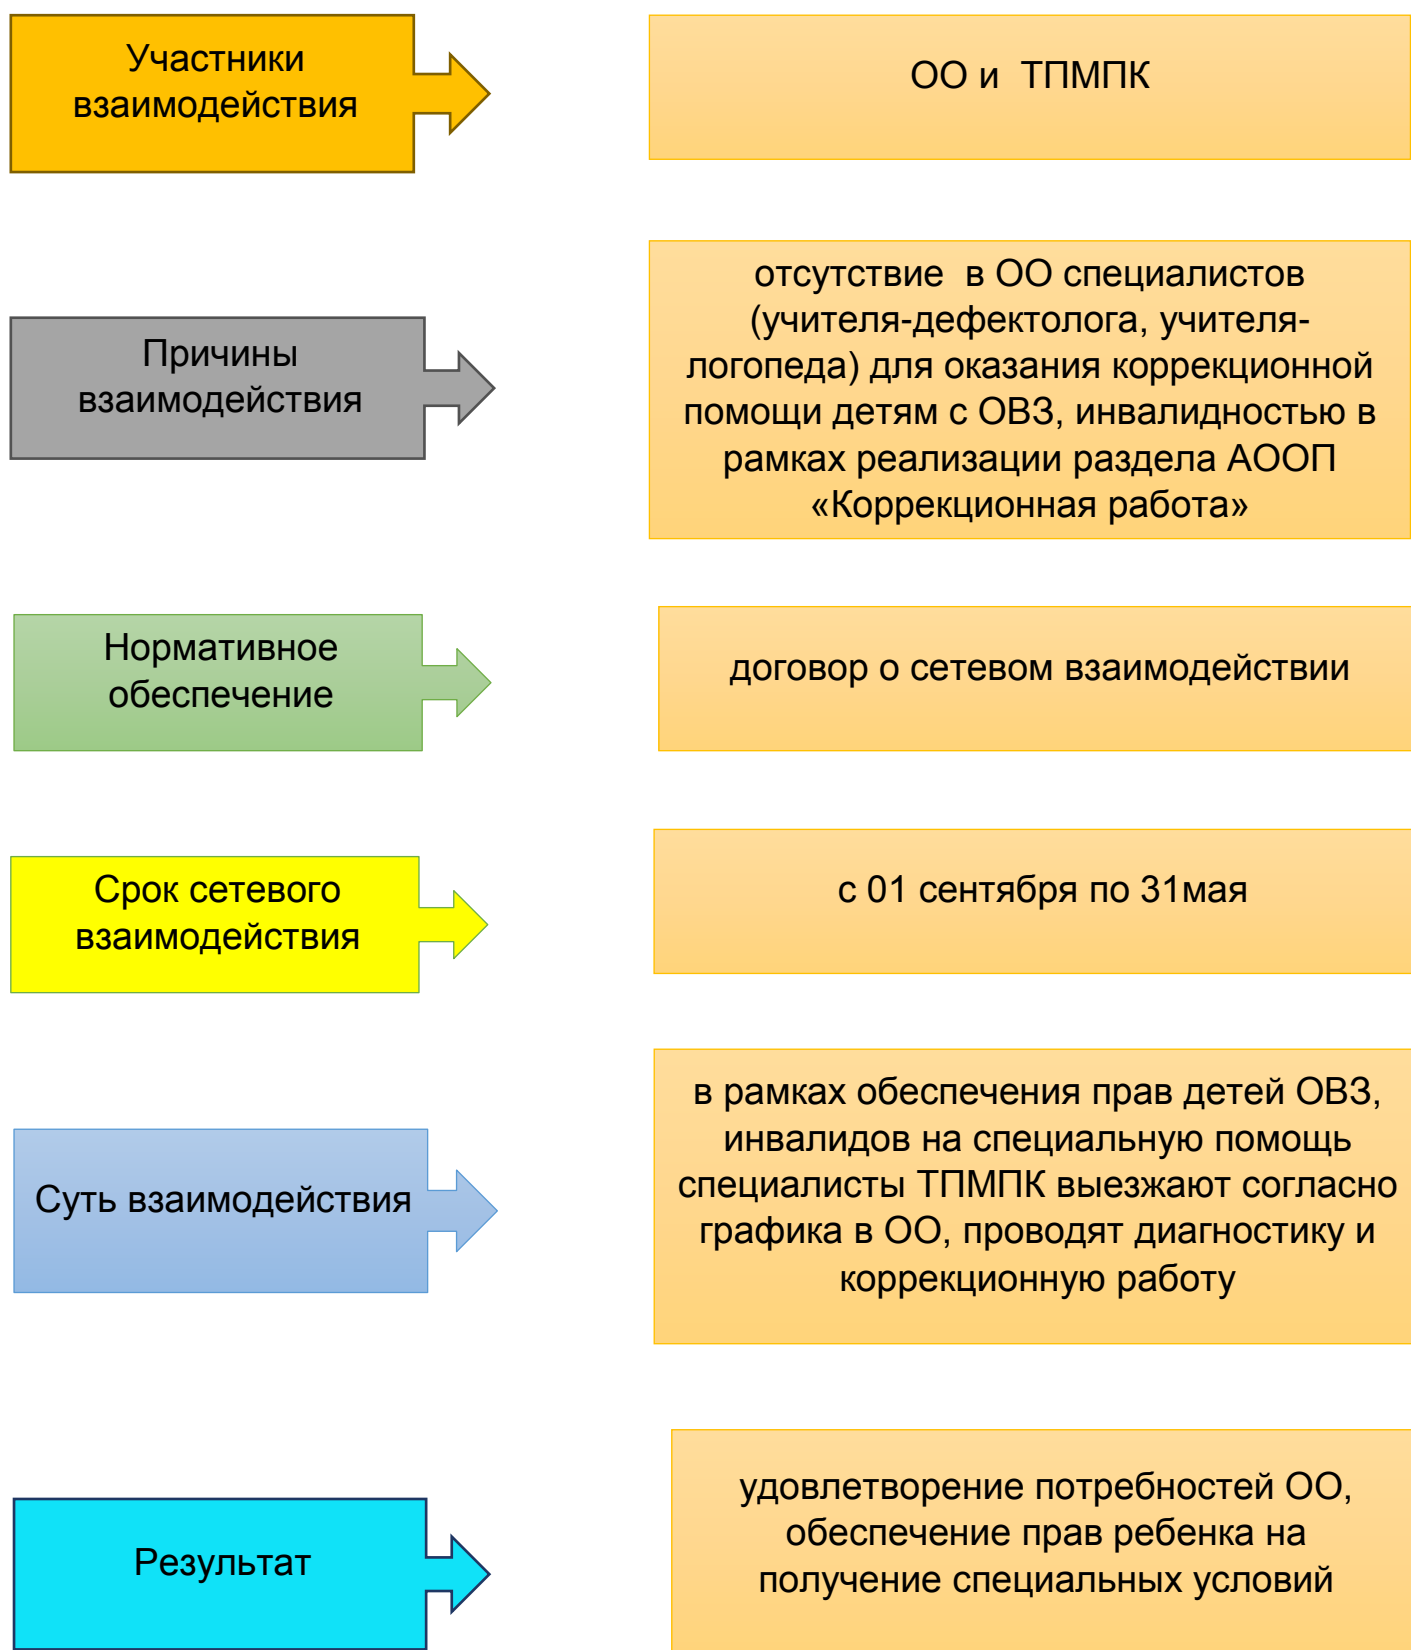 Участники
взаимодействия
ОО и ТПМПК
отсутствие в ОО специалистов
(учителя-дефектолога, учителя-
логопеда) для оказания коррекционной
помощи детям с ОВЗ, инвалидностью в
рамках реализации раздела АООП
«Коррекционная работа»
Причины
взаимодействия
Нормативное
обеспечение
договор о сетевом взаимодействии
Срок сетевого
взаимодействия
с 01 сентября по 31мая
в рамках обеспечения прав детей ОВЗ,
инвалидов на специальную помощь
специалисты ТПМПК выезжают согласно
графика в ОО, проводят диагностику и
коррекционную работу
Суть взаимодействия
удовлетворение потребностей ОО,
обеспечение прав ребенка на
получение специальных условий
Результат